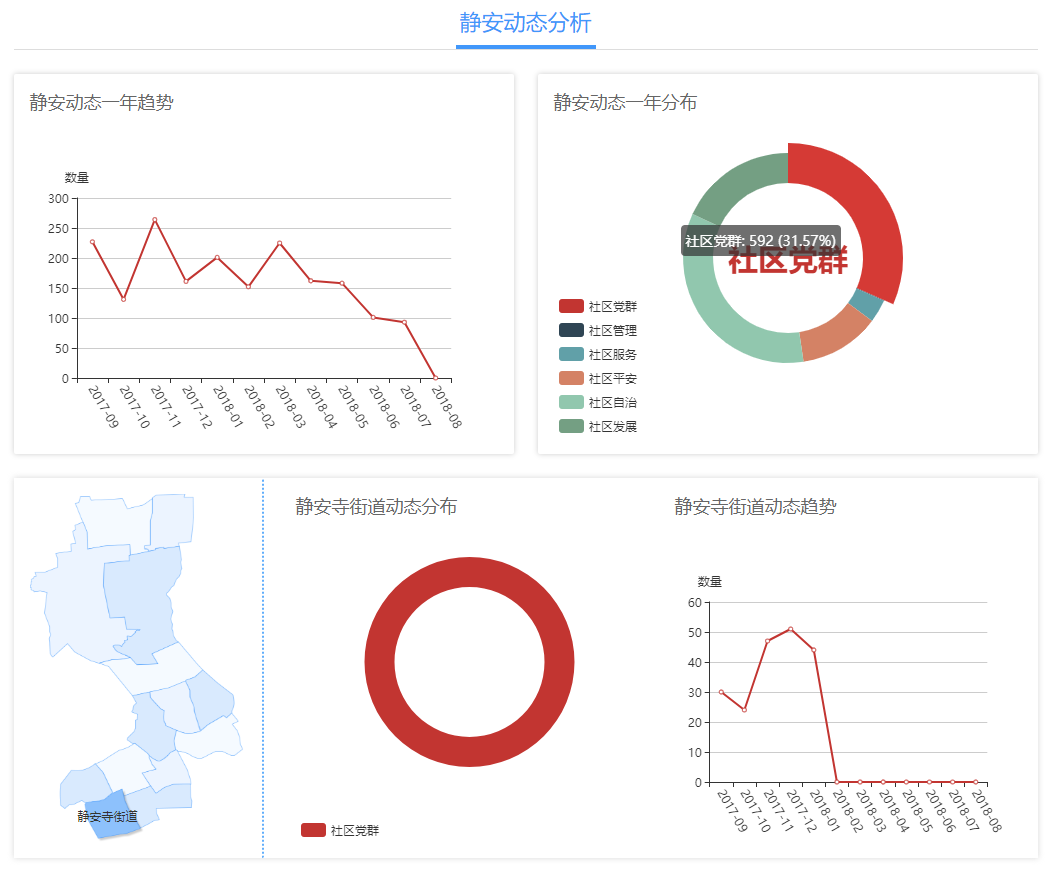 静安动态分析
静安动态一年趋势
数量
300
250
200
150
100
50
0
2017-09
2017-10
2017-11
2017-12
2018-01
2018-02
2018-03
2018-04
2018-05
2018-06
2018-07
2018-08
静安动态一年分布
社区党群: 592 (31.57%)
社区党群
社区党群
社区管理
社区服务
社区平安
社区自治
社区发展
静安寺街道
静安寺街道动态分布
社区党群
静安寺街道动态趋势
数量
60
50
40
30
20
10
0
2017-09
2017-10
2017-11
2017-12
2018-01
2018-02
2018-03
2018-04
2018-05
2018-06
2018-07
2018-08